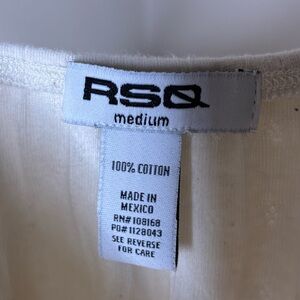 RSQ
medium
100% COTTON
MADE IN
MEXICO
RN# 108168
PO# 1128043
SEE REVERSE
FOR CARE